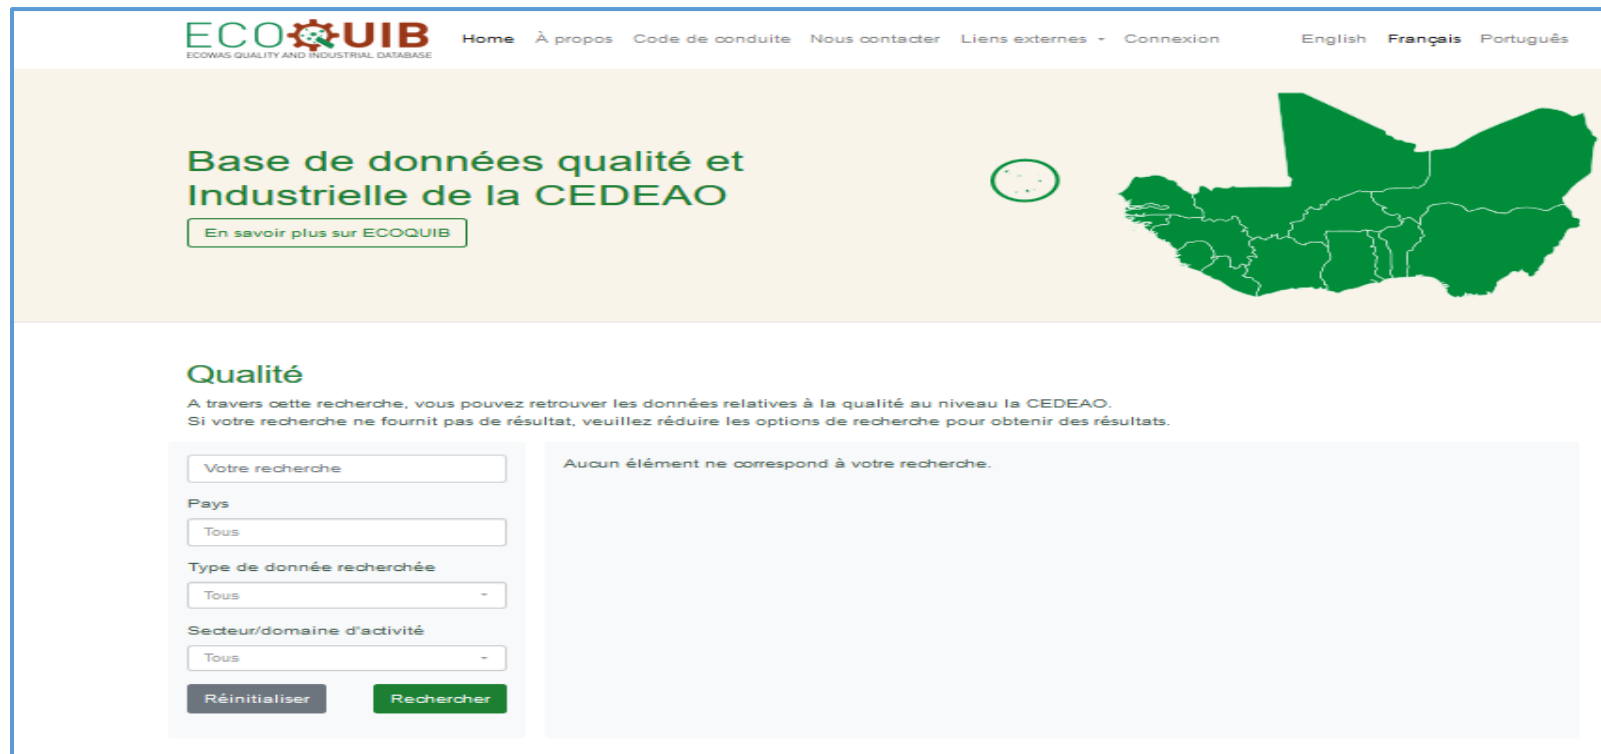 ECOQUIB
ECOWAS QUALITY AND INDUSTRIAL DATABASE
Home À propos Code de conduite Nous contacter Liens externes Connexion English Français Português
Base de données qualité et
Industrielle de la CEDEAO
En savoir plus sur ECOQUIB
Qualité
A travers cette recherche, vous pouvez retrouver les données relatives à la qualité au niveau la CEDEAO.
Si votre recherche ne fournit pas de résultat, veuillez réduire les options de recherche pour obtenir des résultats.
Votre recherche
Aucun élément ne correspond à votre recherche.
Pays
Tous
Type de donnée recherchée
Tous
Secteur/domaine d'activité
Tous
Réinitialiser Rechercher